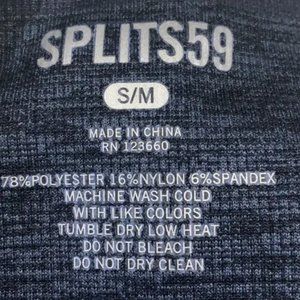 SPLITS59
S/M
MADE IN CHINA
RN 123660
78%POLYESTER 16%NYLON 6%SPANDEX
MACHINE WASH COLD
WITH LIKE COLORS
TUMBLE DRY LOW HEAT
DO NOT BLEACH
DO NOT DRY CLEAN